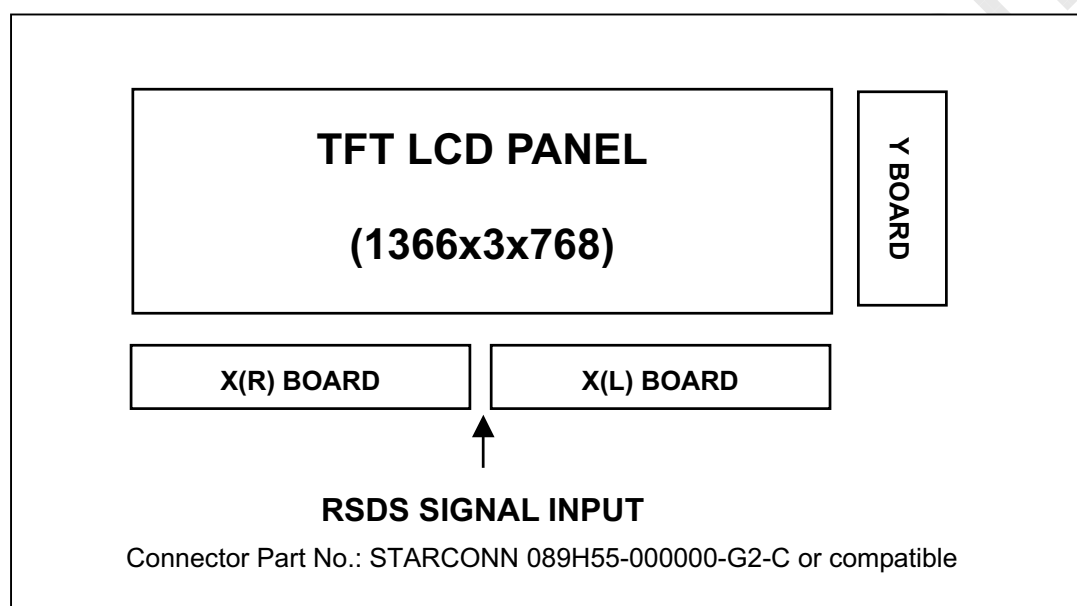 TFT LCD PANEL
(1366x3x768)
Y BOARD
X(R) BOARD
X(L) BOARD
RSDS SIGNAL INPUT
Connector Part No.: STARCONN 089H55-000000-G2-C or compatible